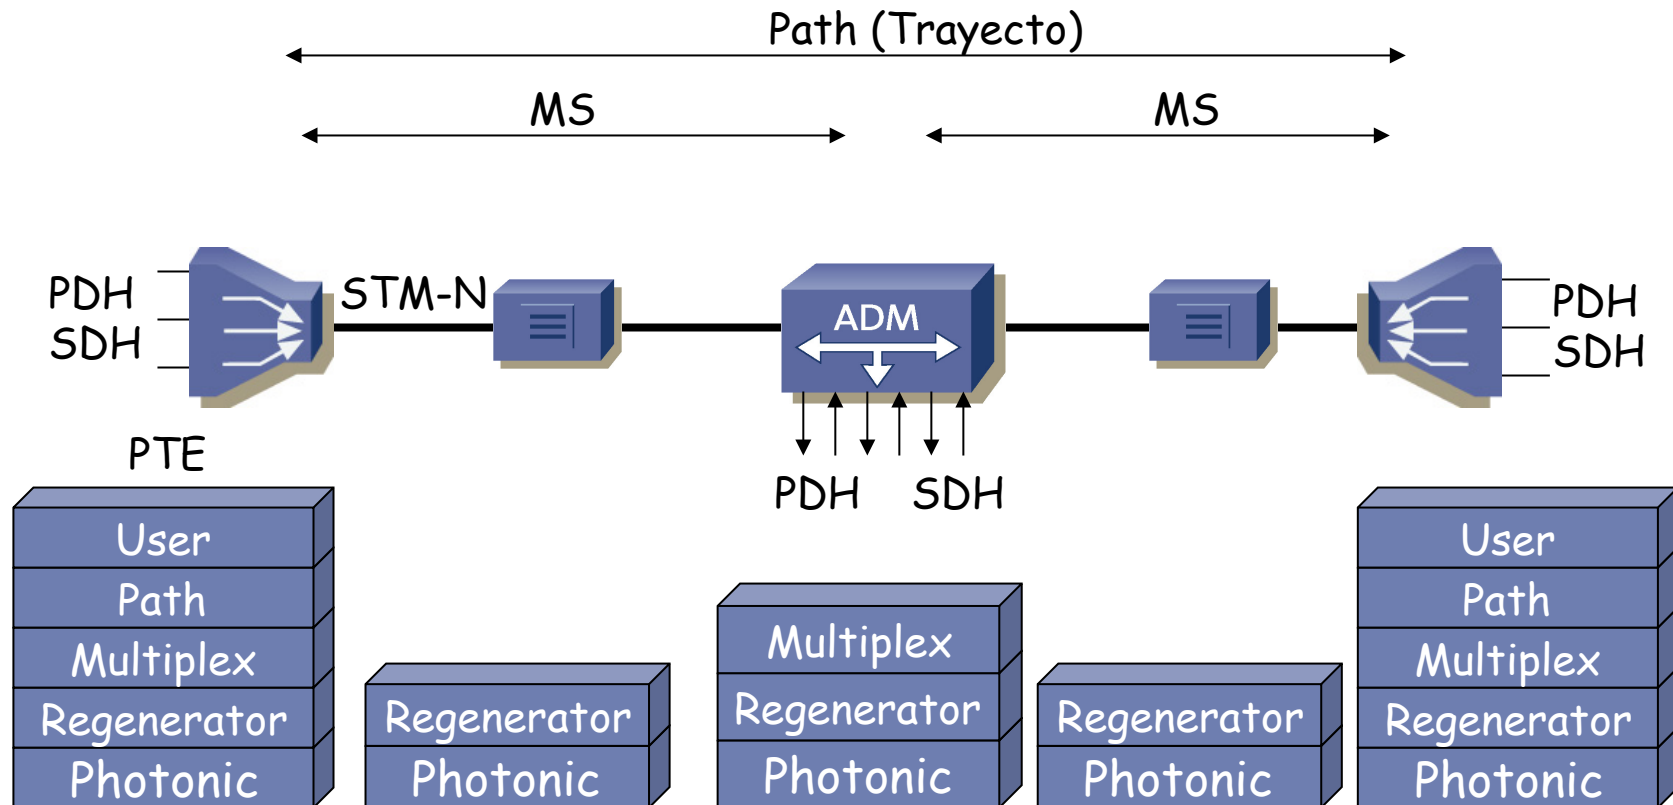 Path (Trayecto)
MS
MS
PDH
SDH
STM-N
ADM
PDH
SDH
PTE
PDH SDH
User
Path
Multiplex
Regenerator
Photonic
Regenerator
Photonic
Multiplex
Regenerator
Photonic
Regenerator
Photonic
User
Path
Multiplex
Regenerator
Photonic